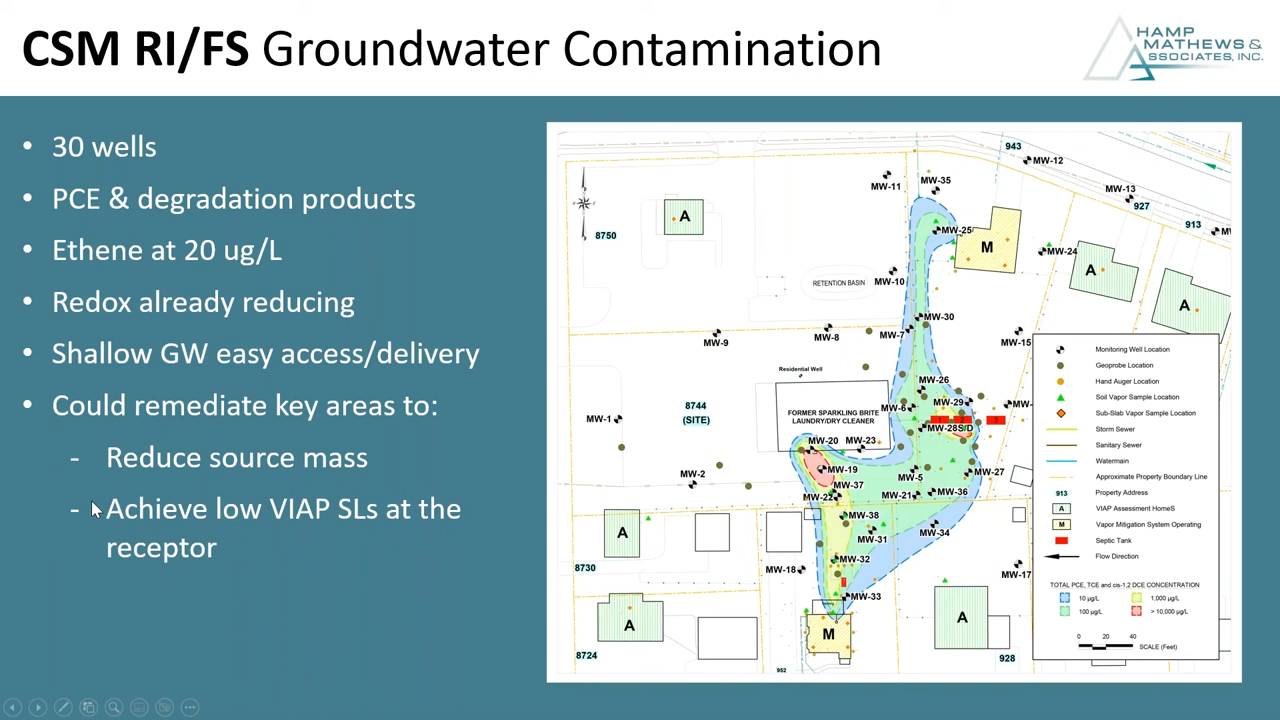 CSM RI/FS Groundwater Contamination
HAMP
MATHEWS &
ASSOCIATES, INC.
• 30 wells
• PCE & degradation products
• Ethene at 20 ug/L
• Redox already reducing
• Shallow GW easy access/delivery
• Could remediate key areas to:
- Reduce source mass
- Achieve low VIAP SLs at the
receptor
943
MW-12
MW-11
MW-35
MW-13
927
913
8750
A
MW-25
M
MW-24
A
A
MW-10
RETENTION BASIN
MW-30
MW-9
MW-8
MW-7
MW-15
Residential Well
MW-26
MW-29
MW-6
MW-1
8744
(SITE)
FORMER SPARKLING BRITE
LAUNDRY/DRY CLEANER
MW-28S/D
MW-20
MW-23
MW-19
MW-2
MW-5
MW-27
MW-37
MW-22
MW-21
MW-36
MW-38
MW-31
MW-34
A
MW-32
8730
MW-18
MW-17
MW-33
A
M
A
8724
952
928
Monitoring Well Location
Geoprobe Location
Hand Auger Location
Soil Vapor Sample Location
Sub-Slab Vapor Sample Location
Storm Sewer
Sanitary Sewer
Watermain
Approximate Property Boundary Line
913 Property Address
A VIAP Assessment HomeS
M Vapor Mitigation System Operating
Septic Tank
Flow Direction
TOTAL PCE, TCE and cis-1,2 DCE CONCENTRATION
10 µg/L 1,000 µg/L
100 µg/L > 10,000 µg/L
0 20 40
SCALE (Feet)